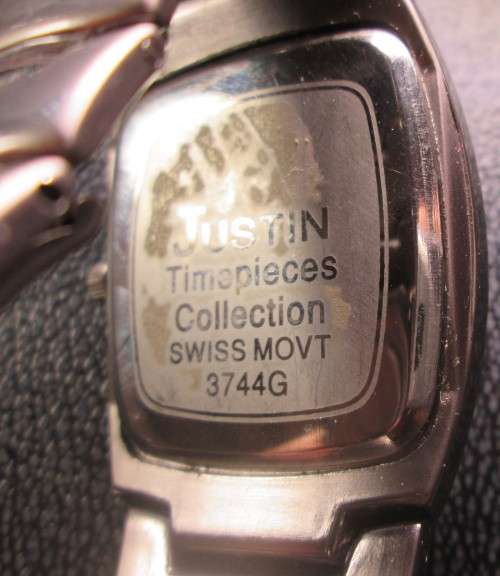 JUSTIN
Timepieces
Collection
SWISS MOVT
3744G